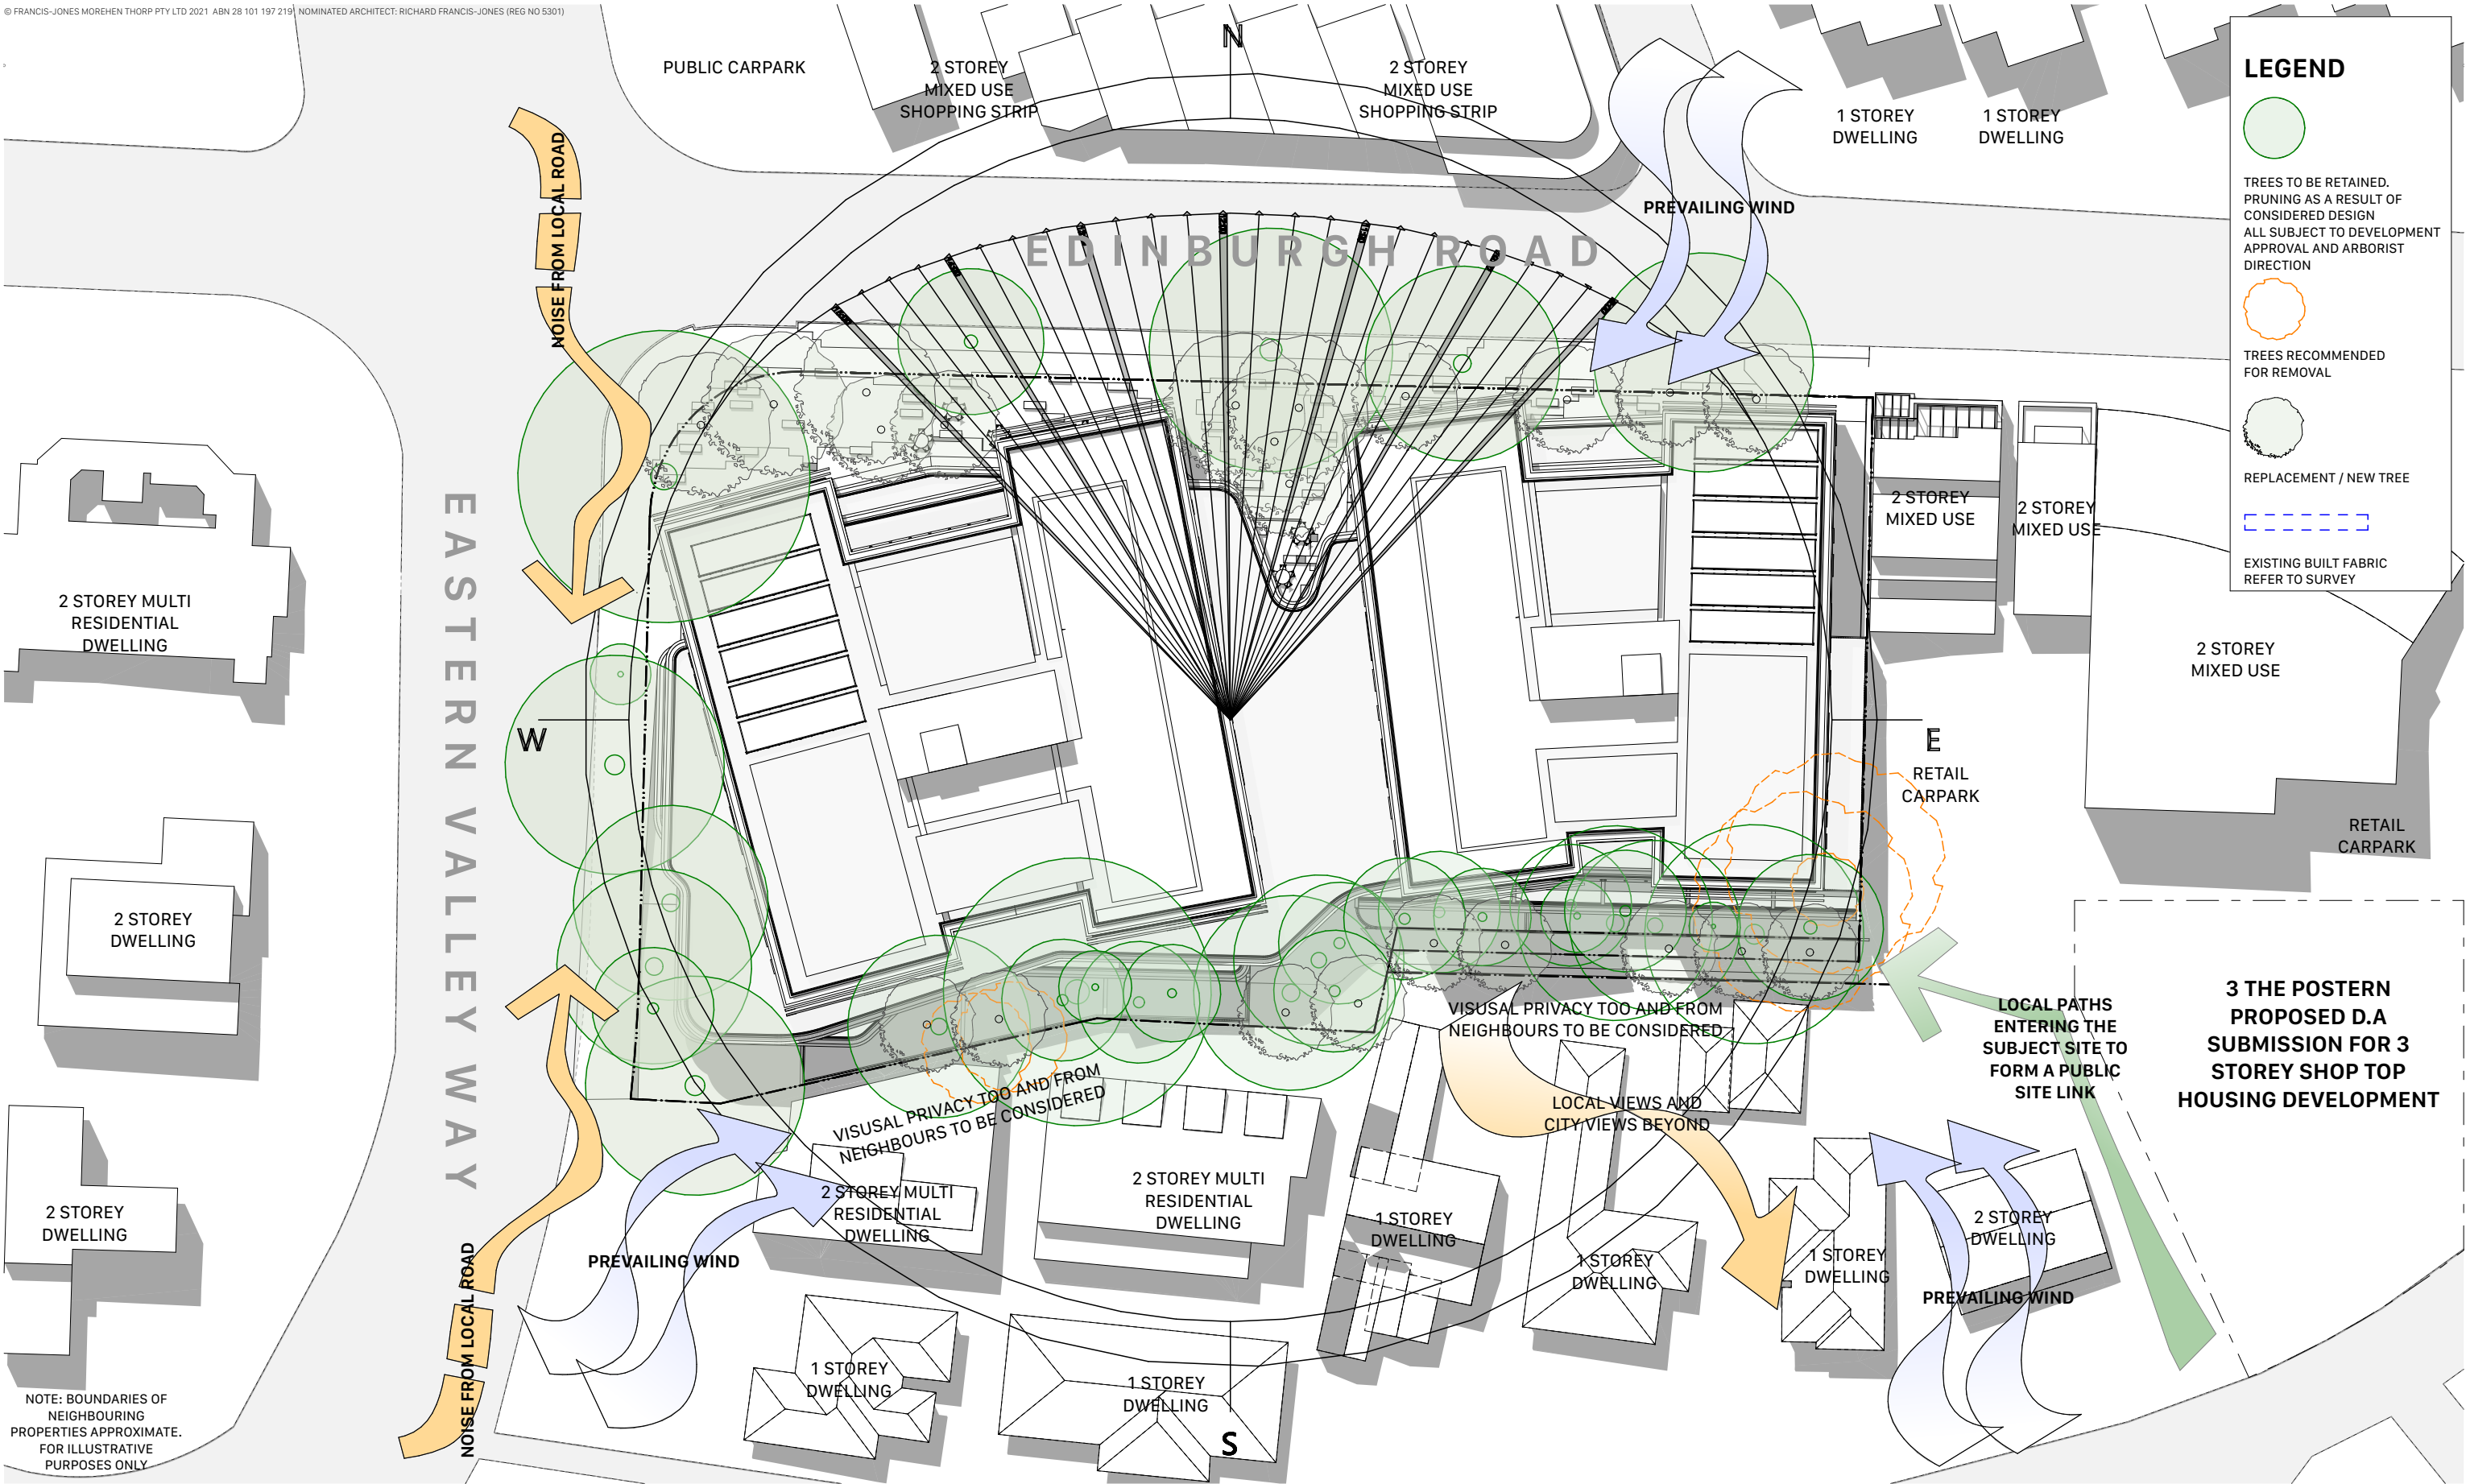 © FRANCIS-JONES MOREHEN THORP PTY LTD 2021 ABN 28 101 197 219 NOMINATED ARCHITECT: RICHARD FRANCIS-JONES (REG NO 5301)
N
PUBLIC CARPARK
2 STOREY
MIXED USE
SHOPPING STRIP
2 STOREY
MIXED USE
SHOPPING STRIP
1 STOREY
DWELLING
1 STOREY
DWELLING
LEGEND
TREES TO BE RETAINED.
PRUNING AS A RESULT OF
CONSIDERED DESIGN
ALL SUBJECT TO DEVELOPMENT
APPROVAL AND ARBORIST
DIRECTION
TREES RECOMMENDED
FOR REMOVAL
REPLACEMENT / NEW TREE
EXISTING BUILT FABRIC
REFER TO SURVEY
NOISE FROM LOCAL ROAD
PREVAILING WIND
EDINBURGH ROAD
EASTERN VALLEY WAY
2 STOREY MULTI
RESIDENTIAL
DWELLING
2 STOREY
MIXED USE
2 STOREY
MIXED USE
2 STOREY
MIXED USE
W
E
RETAIL
CARPARK
RETAIL
CARPARK
2 STOREY
DWELLING
VISUSAL PRIVACY TOO AND FROM
NEIGHBOURS TO BE CONSIDERED
VISUSAL PRIVACY TOO AND FROM
NEIGHBOURS TO BE CONSIDERED
LOCAL PATHS
ENTERING THE
SUBJECT SITE TO
FORM A PUBLIC
SITE LINK
3 THE POSTERN
PROPOSED D.A
SUBMISSION FOR 3
STOREY SHOP TOP
HOUSING DEVELOPMENT
LOCAL VIEWS AND
CITY VIEWS BEYOND
2 STOREY
DWELLING
2 STOREY MULTI
RESIDENTIAL
DWELLING
2 STOREY MULTI
RESIDENTIAL
DWELLING
1 STOREY
DWELLING
1 STOREY
DWELLING
1 STOREY
DWELLING
2 STOREY
DWELLING
PREVAILING WIND
PREVAILING WIND
NOISE FROM LOCAL ROAD
1 STOREY
DWELLING
1 STOREY
DWELLING
S
NOTE: BOUNDARIES OF
NEIGHBOURING
PROPERTIES APPROXIMATE.
FOR ILLUSTRATIVE
PURPOSES ONLY